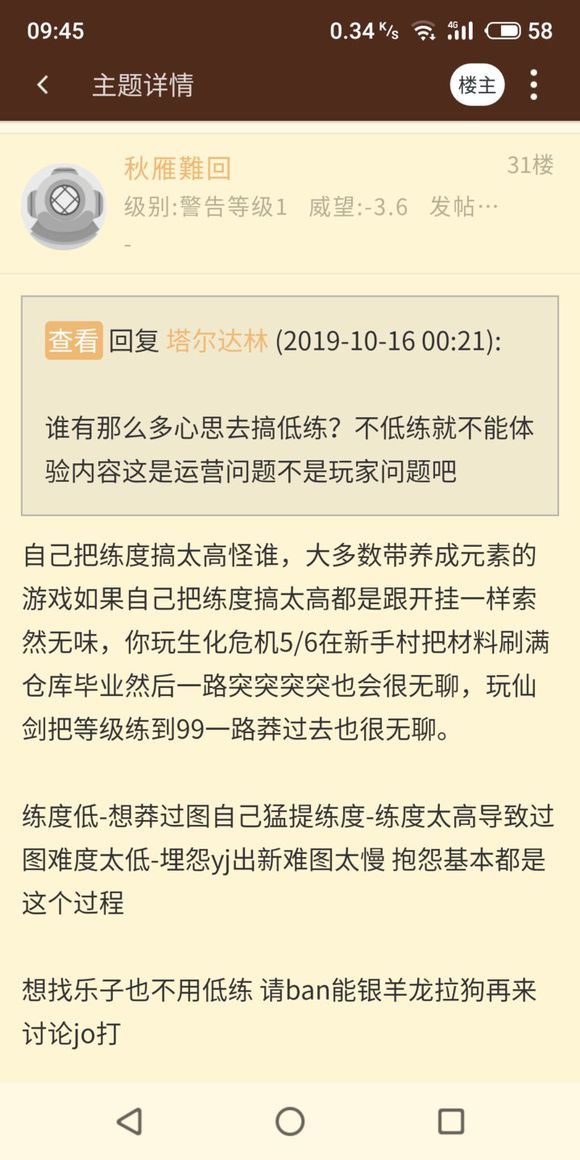 09:45
0.34 K/s 4G 58
主题详情
楼主
秋雁難回
31楼
级别:警告等级1 威望:-3.6 发帖…
-
查看 回复 塔尔达林 (2019-10-16 00:21):
谁有那么多心思去搞低练？不低练就不能体
验内容这是运营问题不是玩家问题吧
自己把练度搞太高怪谁，大多数带养成元素的
游戏如果自己把练度搞太高都是跟开挂一样索
然无味，你玩生化危机5/6在新手村把材料刷满
仓库毕业然后一路突突突突也会很无聊，玩仙
剑把等级练到99一路莽过去也很无聊。
练度低-想莽过图自己猛提练度-练度太高导致过
图难度太低-埋怨yj出新难图太慢 抱怨基本都是
这个过程
想找乐子也不用低练 请ban能银羊龙拉狗再来
讨论jo打